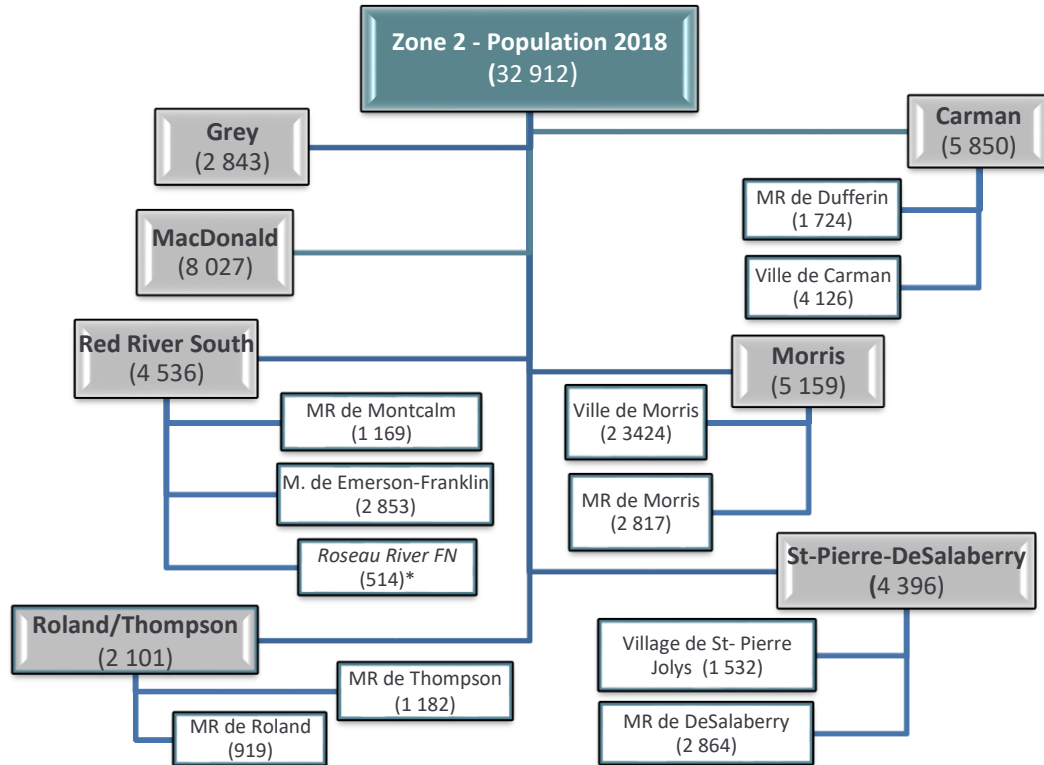 Zone 2 - Population 2018
(32 912)
Grey
(2 843)
Carman
(5 850)
MR de Dufferin
(1 724)
MacDonald
(8 027)
Ville de Carman
(4 126)
Red River South
(4 536)
Morris
(5 159)
MR de Montcalm
(1 169)
Ville de Morris
(2 3424)
M. de Emerson-Franklin
(2 853)
MR de Morris
(2 817)
Roseau River FN
(514)*
St-Pierre-DeSalaberry
(4 396)
Roland/Thompson
(2 101)
Village de St- Pierre
Jolys (1 532)
MR de Thompson
(1 182)
MR de DeSalaberry
(2 864)
MR de Roland
(919)